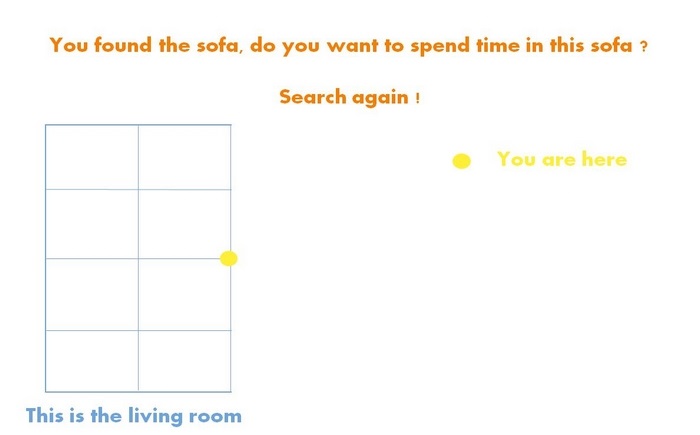 You found the sofa, do you want to spend time in this sofa ?
Search again !
You are here
This is the living room